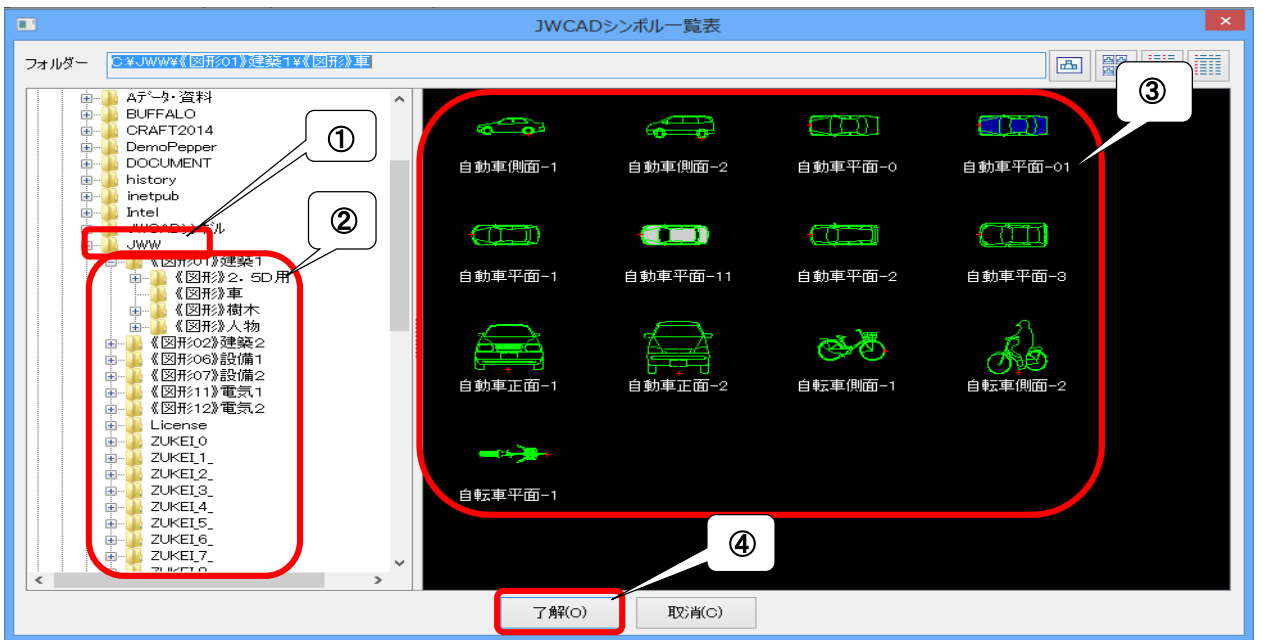 JWCADシンボル一覧表
×
フォルダー C:¥JWW¥《図形01》建築1¥《図形》車
Aデータ・資料
BUFFALO
CRAFT2014
DemoPepper
DOCUMENT
history
inetpub
Intel
JWCADシンボル
JWW
《図形01》建築1
《図形》2.5D用
《図形》車
《図形》樹木
《図形》人物
《図形02》建築2
《図形06》設備1
《図形07》設備2
《図形11》電気1
《図形12》電気2
License
ZUKEI_0
ZUKEI_1_
ZUKEI_2_
ZUKEI_3_
ZUKEI_4_
ZUKEI_5_
ZUKEI_6_
ZUKEI_7_
①
②
③
自動車側面-1 自動車側面-2 自動車平面-0 自動車平面-01
自動車平面-1 自動車平面-11 自動車平面-2 自動車平面-3
自動車正面-1 自動車正面-2 自転車側面-1 自転車側面-2
自転車平面-1
④
了解(O) 取消(C)